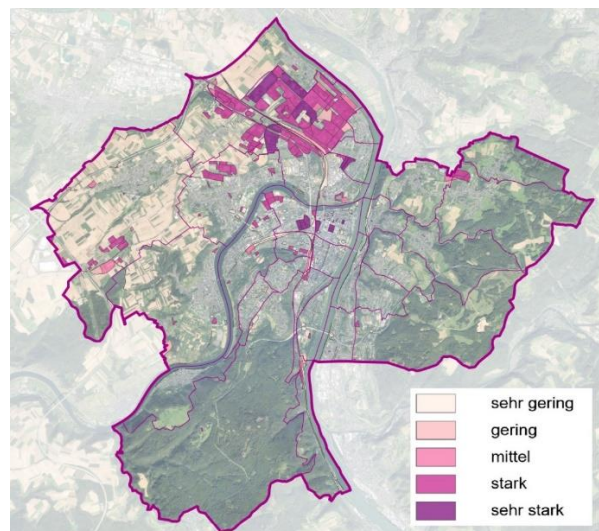 sehr gering
gering
mittel
stark
sehr stark